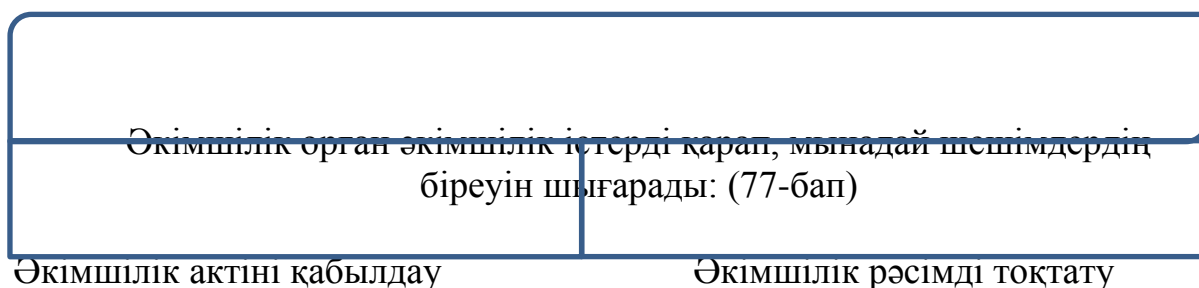 Әкімшілік орган әкімшілік істерді қарап, мынадай шешімдердің
біреуін шығарады: (77-бап)
Әкімшілік актіні қабылдау Әкімшілік рәсімді тоқтату